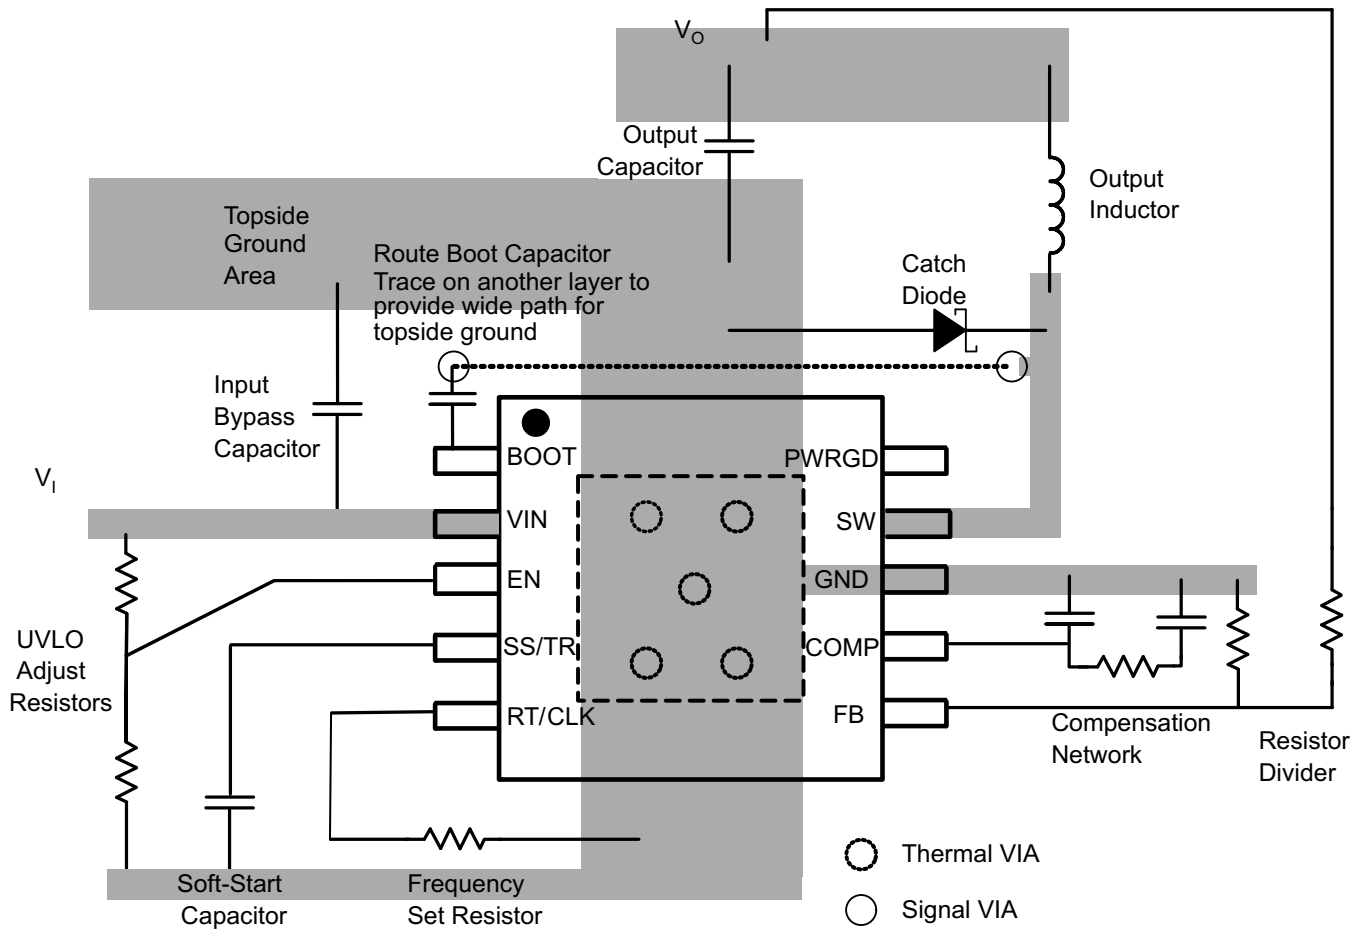 V_O
Output
Capacitor
Output
Inductor
Topside
Ground
Area
Route Boot Capacitor
Trace on another layer to
provide wide path for
topside ground
Catch
Diode
Input
Bypass
Capacitor
V_I
BOOT
PWRGD
VIN
SW
EN
GND
UVLO
Adjust
Resistors
SS/TR
COMP
RT/CLK
FB
Compensation
Network
Resistor
Divider
Thermal VIA
Soft-Start
Capacitor
Frequency
Set Resistor
Signal VIA